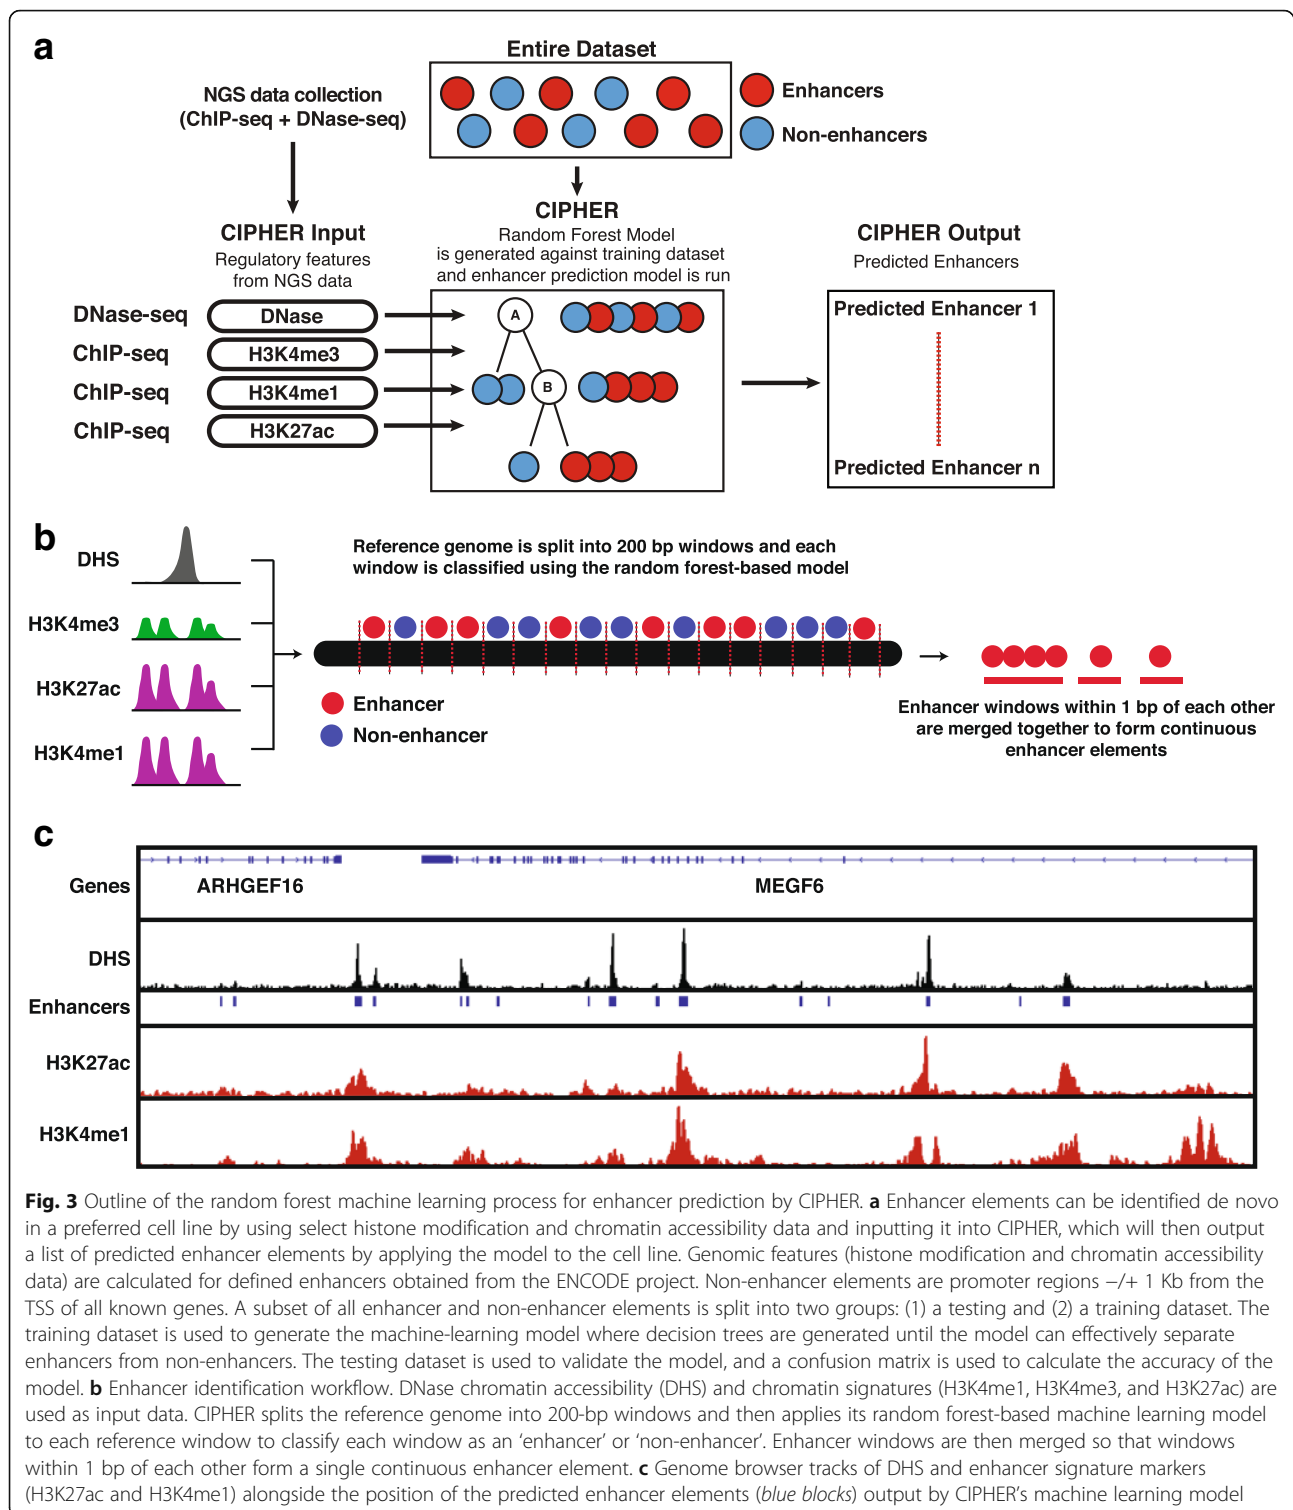 a
Entire Dataset
NGS data collection
(ChIP-seq + DNase-seq)
Enhancers
Non-enhancers
CIPHER Input
Regulatory features
from NGS data
CIPHER
Random Forest Model
is generated against training dataset
and enhancer prediction model is run
CIPHER Output
Predicted Enhancers
DNase-seq
DNase
ChIP-seq
H3K4me3
ChIP-seq
H3K4me1
ChIP-seq
H3K27ac
A
B
Predicted Enhancer 1
Predicted Enhancer n
b
DHS
H3K4me3
H3K27ac
H3K4me1
Reference genome is split into 200 bp windows and each
window is classified using the random forest-based model
Enhancer
Non-enhancer
Enhancer windows within 1 bp of each other
are merged together to form continuous
enhancer elements
c
Genes
ARHGEF16
MEGF6
DHS
Enhancers
H3K27ac
H3K4me1
Fig. 3 Outline of the random forest machine learning process for enhancer prediction by CIPHER. a Enhancer elements can be identified de novo
in a preferred cell line by using select histone modification and chromatin accessibility data and inputting it into CIPHER, which will then output
a list of predicted enhancer elements by applying the model to the cell line. Genomic features (histone modification and chromatin accessibility
data) are calculated for defined enhancers obtained from the ENCODE project. Non-enhancer elements are promoter regions −/+ 1 Kb from the
TSS of all known genes. A subset of all enhancer and non-enhancer elements is split into two groups: (1) a testing and (2) a training dataset. The
training dataset is used to generate the machine-learning model where decision trees are generated until the model can effectively separate
enhancers from non-enhancers. The testing dataset is used to validate the model, and a confusion matrix is used to calculate the accuracy of the
model. b Enhancer identification workflow. DNase chromatin accessibility (DHS) and chromatin signatures (H3K4me1, H3K4me3, and H3K27ac) are
used as input data. CIPHER splits the reference genome into 200-bp windows and then applies its random forest-based machine learning model
to each reference window to classify each window as an 'enhancer' or 'non-enhancer'. Enhancer windows are then merged so that windows
within 1 bp of each other form a single continuous enhancer element. c Genome browser tracks of DHS and enhancer signature markers
(H3K27ac and H3K4me1) alongside the position of the predicted enhancer elements (blue blocks) output by CIPHER's machine learning model